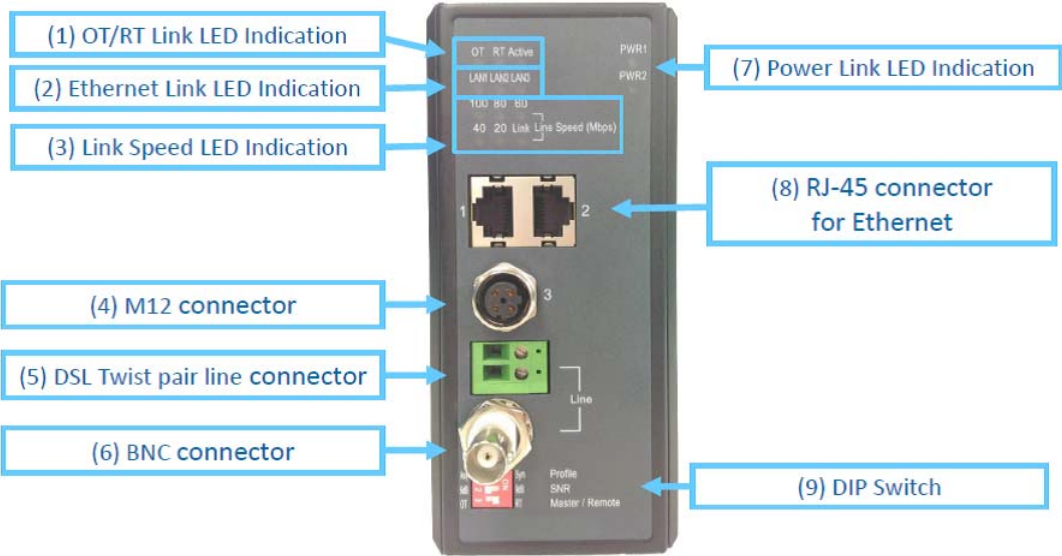 (1) OT/RT Link LED Indication
(2) Ethernet Link LED Indication
(3) Link Speed LED Indication
(4) M12 connector
(5) DSL Twist pair line connector
(6) BNC connector
(7) Power Link LED Indication
(8) RJ-45 connector
for Ethernet
(9) DIP Switch
OT RT Active
LAN1 LAN2 LAN3
100 80 60
40 20 Link Line Speed (Mbps)
PWR1
PWR2
1 2
3
Line
Profile
SNR
OT RT Master / Remote
ON